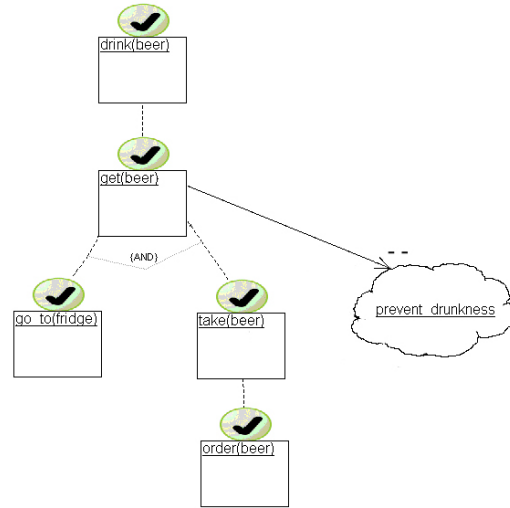 drink(beer)
get(beer)
{AND}
- -
go_to(fridge)
take(beer)
prevent_drunkness
order(beer)